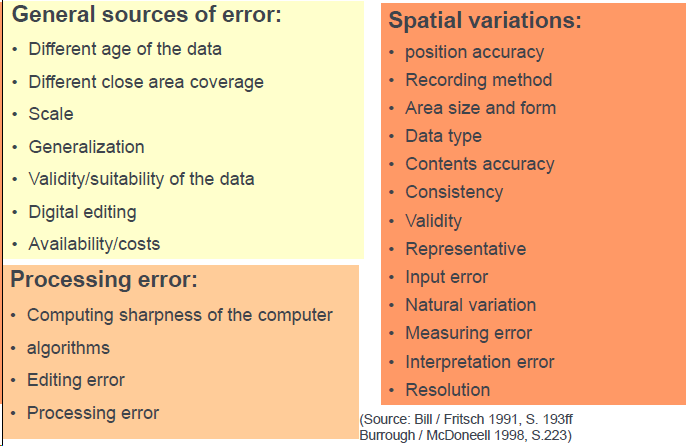 General sources of error:
• Different age of the data
• Different close area coverage
• Scale
• Generalization
• Validity/suitability of the data
• Digital editing
• Availability/costs
Processing error:
• Computing sharpness of the computer
• algorithms
• Editing error
• Processing error
Spatial variations:
• position accuracy
• Recording method
• Area size and form
• Data type
• Contents accuracy
• Consistency
• Validity
• Representative
• Input error
• Natural variation
• Measuring error
• Interpretation error
• Resolution
(Source: Bill / Fritsch 1991, S. 193ff
Burrough / McDoneell 1998, S.223)